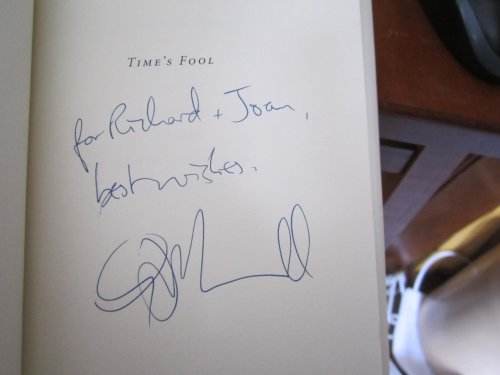 TIME'S FOOL
for Richard + Joan,
best wishes.